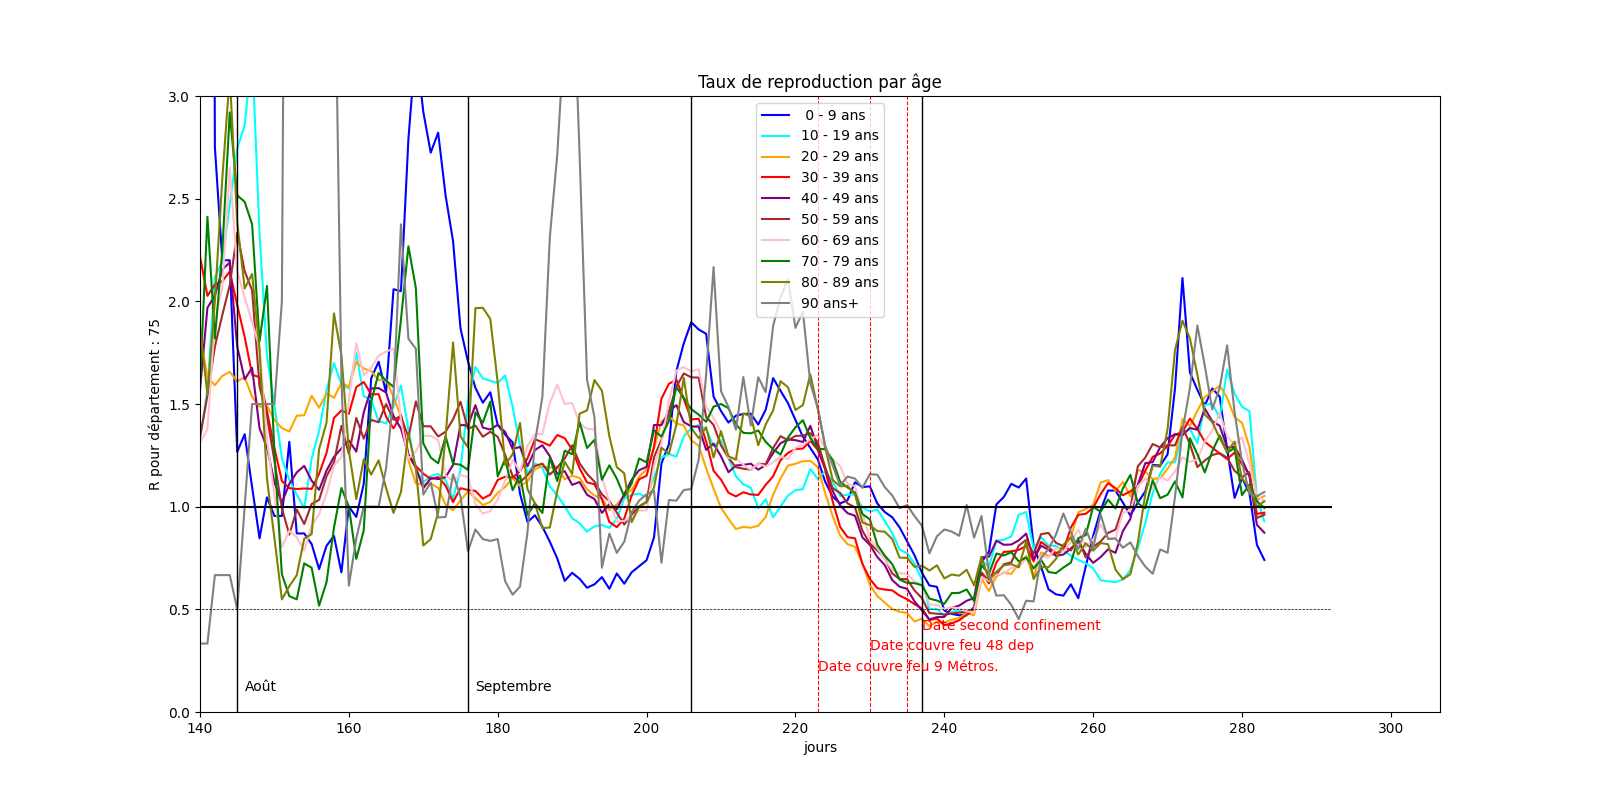 Taux de reproduction par âge
R pour département : 75
3.0
2.5
2.0
1.5
1.0
0.5
0.0
0 - 9 ans
10 - 19 ans
20 - 29 ans
30 - 39 ans
40 - 49 ans
50 - 59 ans
60 - 69 ans
70 - 79 ans
80 - 89 ans
90 ans+
Date second confinement
Date couvre feu 48 dep
Date couvre feu 9 Métros.
Août
Septembre
140
160
180
200
220
240
260
280
300
jours